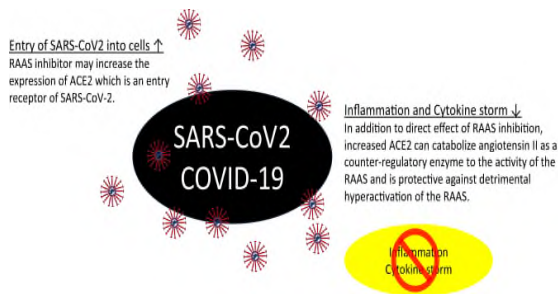 Entry of SARS-CoV2 into cells ↑
RAAS inhibitor may increase the
expression of ACE2 which is an entry
receptor of SARS-CoV-2.
SARS-CoV2
COVID-19
Inflammation and Cytokine storm ↓
In addition to direct effect of RAAS inhibition,
increased ACE2 can catabolize angiotensin II as a
counter-regulatory enzyme to the activity of the
RAAS and is protective against detrimental
hyperactivation of the RAAS.
Inflammation
Cytokine storm